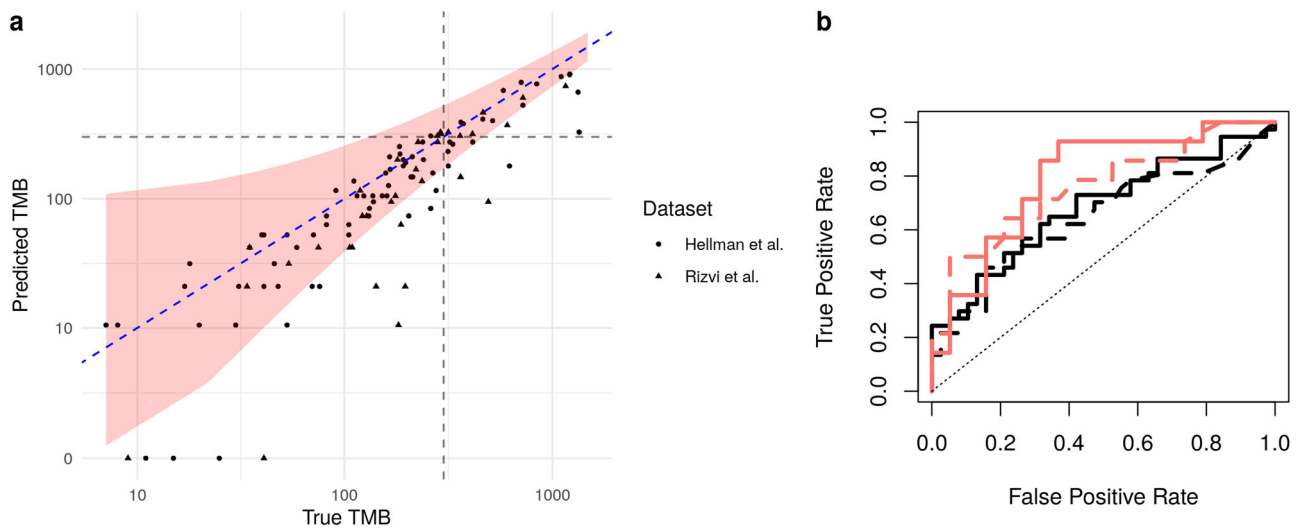 a
Predicted TMB
1000
100
10
0
10
100
1000
True TMB
Dataset
Hellman et al.
Rizvi et al.
b
True Positive Rate
1.0
0.8
0.6
0.4
0.2
0.0
0.0
0.2
0.4
0.6
0.8
1.0
False Positive Rate